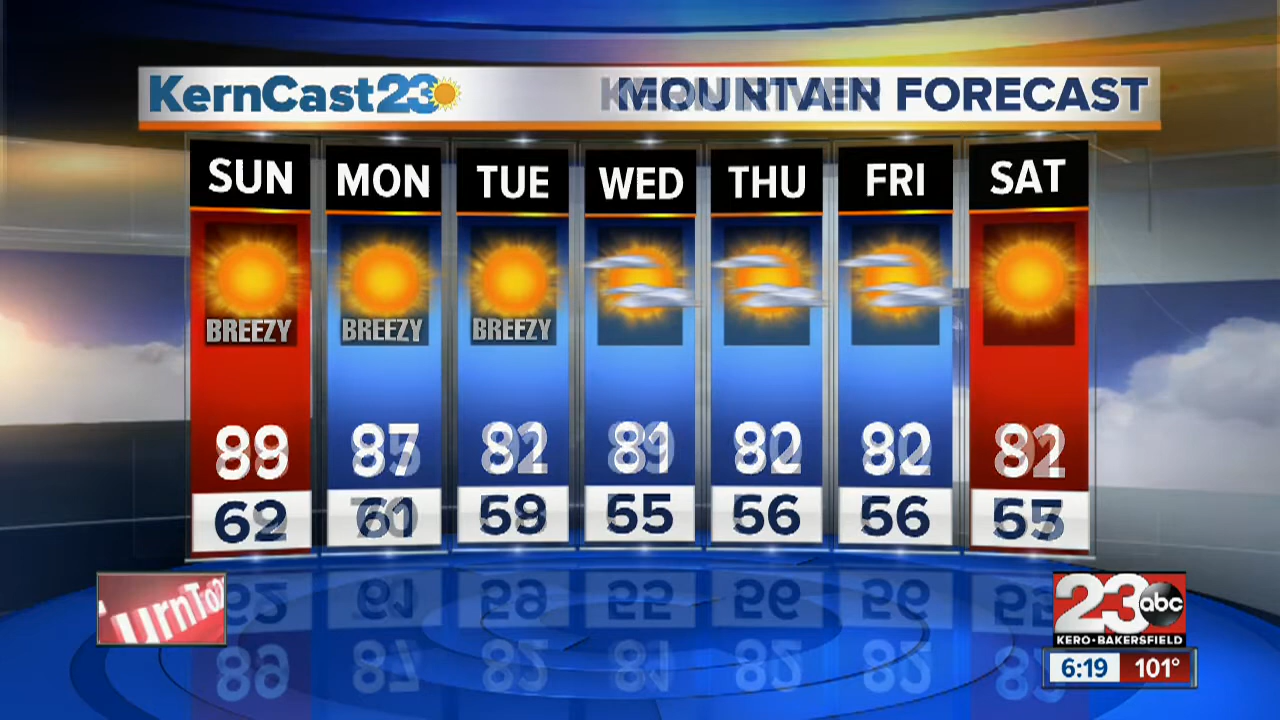 KernCast23 MOUNTAIN FORECAST
SUN MON TUE WED THU FRI SAT
BREEZY BREEZY BREEZY
89 87 82 81 82 82 82
62 61 59 55 56 56 55
TurnTo23
23 abc
KERO-BAKERSFIELD
6:19 101°